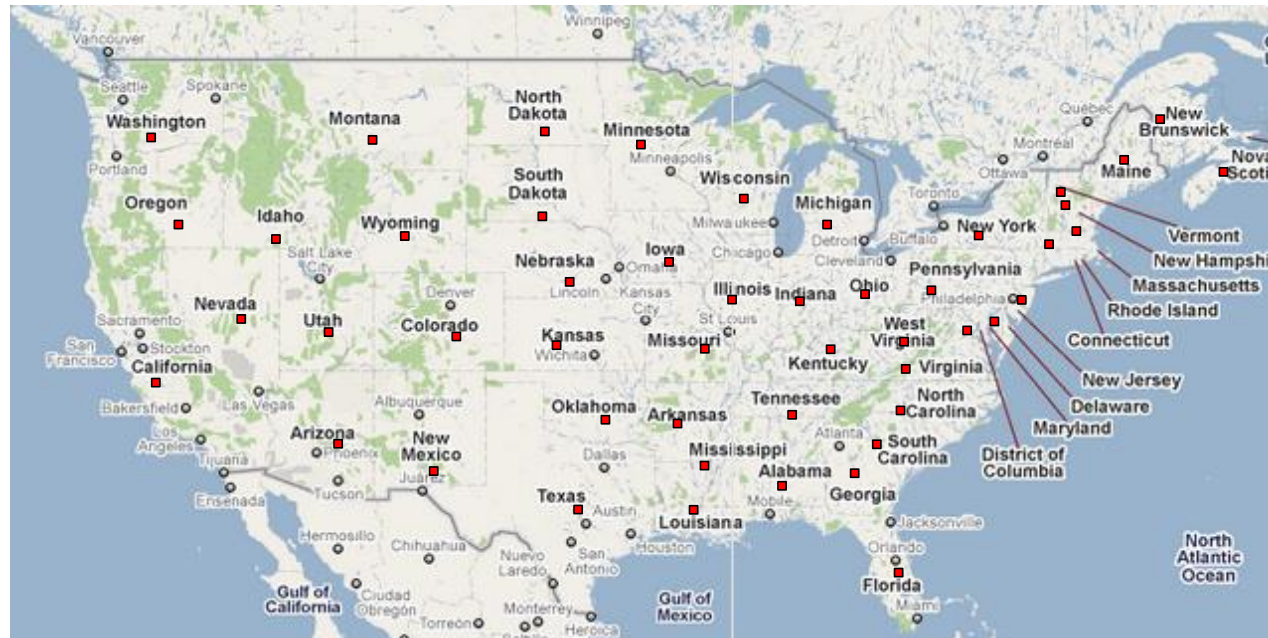 Winnipeg
Vancouver
Seattle
Spokane
Washington
Montana
North
Dakota
Minnesota
Québec
New
Brunswick
Portland
Minneapolis
Montréal
Ottawa
Maine
Nova
Scoti
South
Dakota
Wisconsin
Oregon
Idaho
Wyoming
Michigan
Toronto
New York
Vermont
Milwaukee
Detroit
Buffalo
Salt Lake
City
Iowa
Chicago
Cleveland
New Hampshi
Nebraska
Omaha
Pennsylvania
Massachusetts
Lincoln
Illinois
Indiana
Ohio
Philadelphia
Rhode Island
Nevada
Utah
Denver
Colorado
Kansas
City
St Louis
Sacramento
Kansas
Missouri
West
Virginia
Connecticut
San
Francisco
Stockton
California
Wichita
Kentucky
Virginia
New Jersey
Bakersfield
Las Vegas
Albuquerque
Oklahoma
Arkansas
Tennessee
North
Carolina
Delaware
Maryland
Los
Angeles
Arizona
Phoenix
New
Mexico
Atlanta
South
Carolina
District of
Columbia
Tijuana
Ensenada
Tucson
Juárez
Dallas
Mississippi
Alabama
Georgia
Texas
Austin
Louisiana
Mobile
Jacksonville
Hermosillo
Chihuahua
San
Antonio
Houston
Orlando
North
Atlantic
Ocean
Nuevo
Laredo
Florida
Gulf of
California
Ciudad
Obregón
Gulf of
Mexico
Miami
Torreón
Monterrey
Heroica